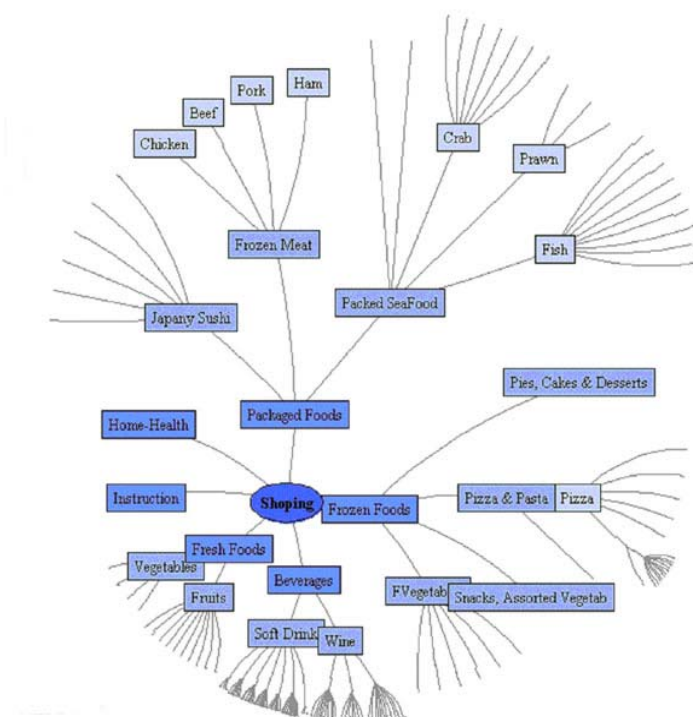 Ham
Pork
Beef
Chicken
Crab
Prawn
Frozen Meat
Fish
Packed SeaFood
Japany Sushi
Pies, Cakes & Desserts
Packaged Foods
Home-Health
Instruction
Shoping
Frozen Foods
Pizza & Pasta
Pizza
Fresh Foods
Vegetables
Beverages
Fruits
FVegetab
Snacks, Assorted Vegetab
Soft Drink
Wine